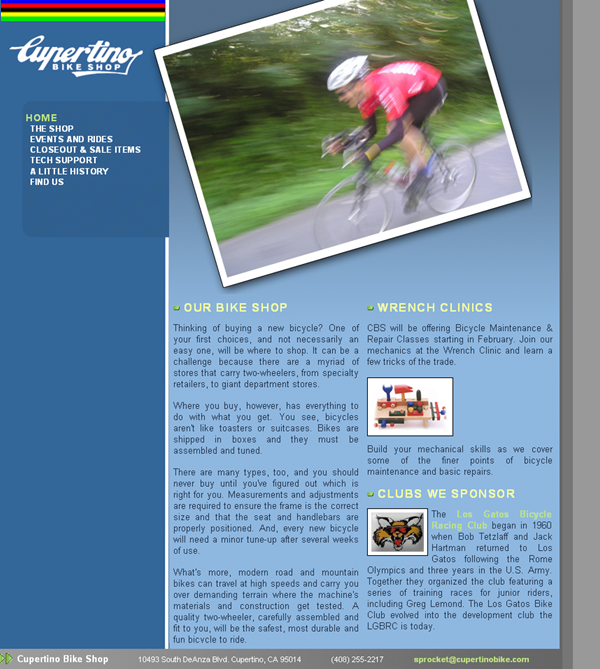 Cupertino
BIKE SHOP
HOME
THE SHOP
EVENTS AND RIDES
CLOSEOUT & SALE ITEMS
TECH SUPPORT
A LITTLE HISTORY
FIND US
OUR BIKE SHOP
Thinking of buying a new bicycle? One of
your first choices, and not necessarily an
easy one, will be where to shop. It can be a
challenge because there are a myriad of
stores that carry two-wheelers, from specialty
retailers, to giant department stores.
Where you buy, however, has everything to
do with what you get. You see, bicycles
aren't like toasters or suitcases. Bikes are
shipped in boxes and they must be
assembled and tuned.
There are many types, too, and you should
never buy until you've figured out which is
right for you. Measurements and adjustments
are required to ensure the frame is the correct
size and that the seat and handlebars are
properly positioned. And, every new bicycle
will need a minor tune-up after several weeks
of use.
What's more, modern road and mountain
bikes can travel at high speeds and carry you
over demanding terrain where the machine's
materials and construction get tested. A
quality two-wheeler, carefully assembled and
fit to you, will be the safest, most durable and
fun bicycle to ride.
WRENCH CLINICS
CBS will be offering Bicycle Maintenance &
Repair Classes starting in February. Join our
mechanics at the Wrench Clinic and learn a
few tricks of the trade.
Build your mechanical skills as we cover
some of the finer points of bicycle
maintenance and basic repairs.
CLUBS WE SPONSOR
The Los Gatos Bicycle
Racing Club began in 1960
when Bob Tetzlaff and Jack
Hartman returned to Los
Gatos following the Rome
Olympics and three years in the U.S. Army.
Together they organized the club featuring a
series of training races for junior riders,
including Greg Lemond. The Los Gatos Bike
Club evolved into the development club the
LGBRC is today.
Cupertino Bike Shop 10493 South DeAnza Blvd. Cupertino, CA 95014 (408) 255-2217 sprocket@cupertinobike.com